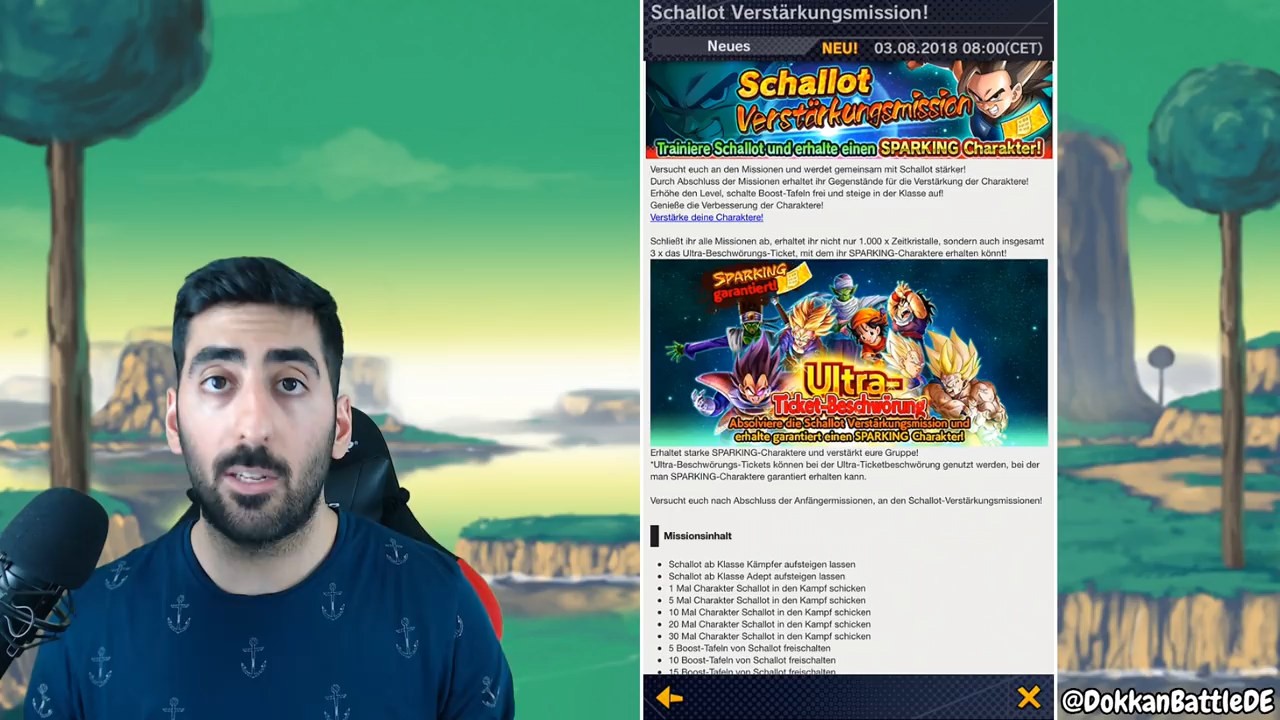 Schallot Verstärkungsmission!
Neues
NEU! 03.08.2018 08:00(CET)
Schallot
Verstärkungsmission
Trainiere Schallot und erhalte einen SPARKING Charakter!
Versucht euch an den Missionen und werdet gemeinsam mit Schallot stärker!
Durch Abschluss der Missionen erhaltet ihr Gegenstände für die Verstärkung der Charaktere!
Erhöhe den Level, schalte Boost-Tafeln frei und steige in der Klasse auf!
Genieße die Verbesserung der Charaktere!
Verstärke deine Charaktere!
Schließt ihr alle Missionen ab, erhaltet ihr nicht nur 1.000 x Zeitkristalle, sondern auch insgesamt
3 x das Ultra-Beschwörungs-Ticket, mit dem ihr SPARKING-Charaktere erhalten könnt!
SPARKING
garantiert!
Ultra-
Ticket-Beschwörung
Absolviere die Schallot Verstärkungsmission und
erhalte garantiert einen SPARKING Charakter!
Erhaltet starke SPARKING-Charaktere und verstärkt eure Gruppe!
*Ultra-Beschwörungs-Tickets können bei der Ultra-Ticketbeschwörung genutzt werden, bei der
man SPARKING-Charaktere garantiert erhalten kann.
Versucht euch nach Abschluss der Anfängermissionen, an den Schallot-Verstärkungsmissionen!
Missionsinhalt
• Schallot ab Klasse Kämpfer aufsteigen lassen
• Schallot ab Klasse Adept aufsteigen lassen
• 1 Mal Charakter Schallot in den Kampf schicken
• 5 Mal Charakter Schallot in den Kampf schicken
• 10 Mal Charakter Schallot in den Kampf schicken
• 20 Mal Charakter Schallot in den Kampf schicken
• 30 Mal Charakter Schallot in den Kampf schicken
• 5 Boost-Tafeln von Schallot freischalten
• 10 Boost-Tafeln von Schallot freischalten
• 15 Boost-Tafeln von Schallot freischalten
@DokkanBattleDE